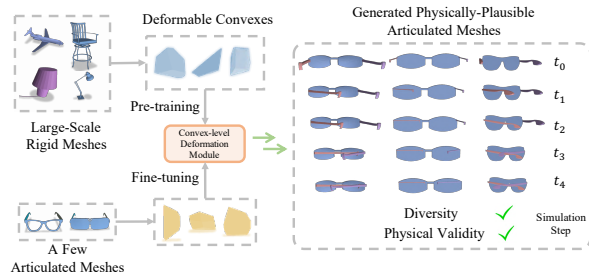 Deformable Convexes
Generated Physically-Plausible
Articulated Meshes
Large-Scale
Rigid Meshes
Pre-training
Convex-level
Deformation
Module
Fine-tuning
A Few
Articulated Meshes
t0
t1
t2
t3
t4
Diversity
Physical Validity
Simulation
Step